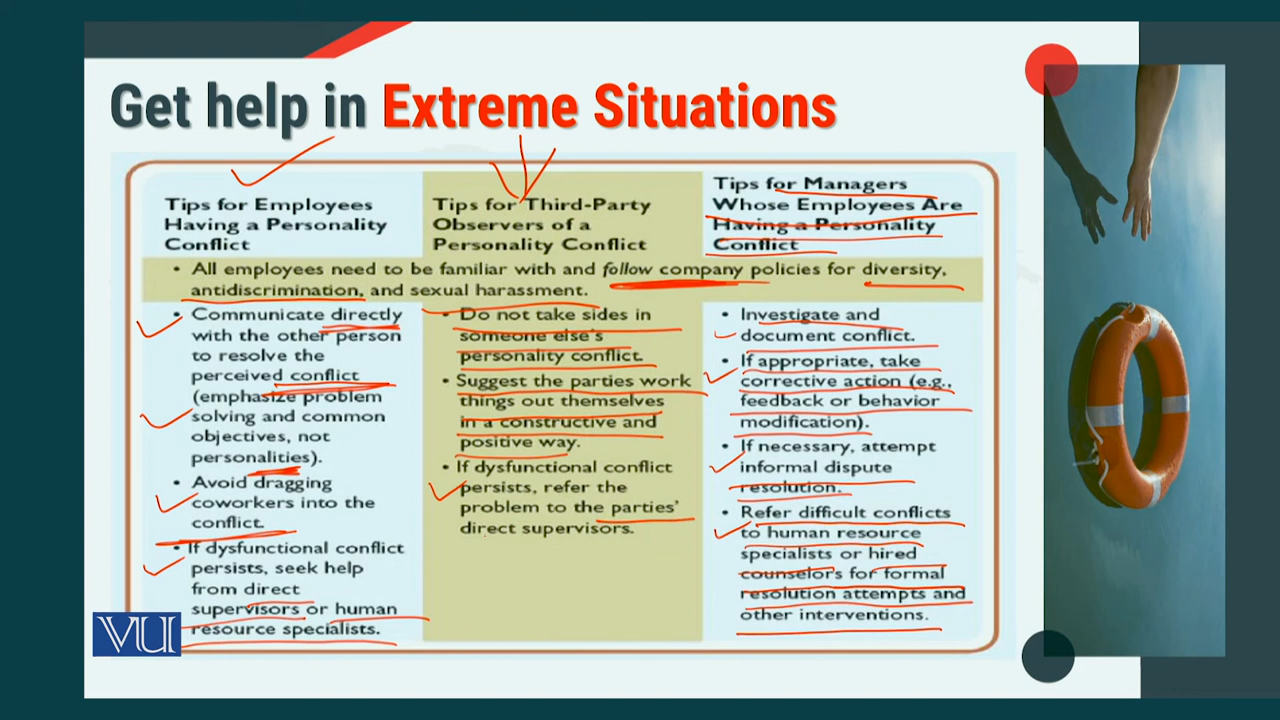 Get help in Extreme Situations
Tips for Employees
Having a Personality
Conflict
Tips for Third-Party
Observers of a
Personality Conflict
Tips for Managers
Whose Employees Are
Having a Personality
Conflict
• All employees need to be familiar with and follow company policies for diversity,
antidiscrimination, and sexual harassment.
• Communicate directly
with the other person
to resolve the
perceived conflict
(emphasize problem
solving and common
objectives, not
personalities).
• Avoid dragging
coworkers into the
conflict.
• If dysfunctional conflict
persists, seek help
from direct
supervisors or human
resource specialists.
• Do not take sides in
someone else's
personality conflict.
• Suggest the parties work
things out themselves
in a constructive and
positive way.
• If dysfunctional conflict
persists, refer the
problem to the parties'
direct supervisors.
• Investigate and
document conflict.
• If appropriate, take
corrective action (e.g.,
feedback or behavior
modification).
• If necessary, attempt
informal dispute
resolution.
• Refer difficult conflicts
to human resource
specialists or hired
counselors for formal
resolution attempts and
other interventions.
VU